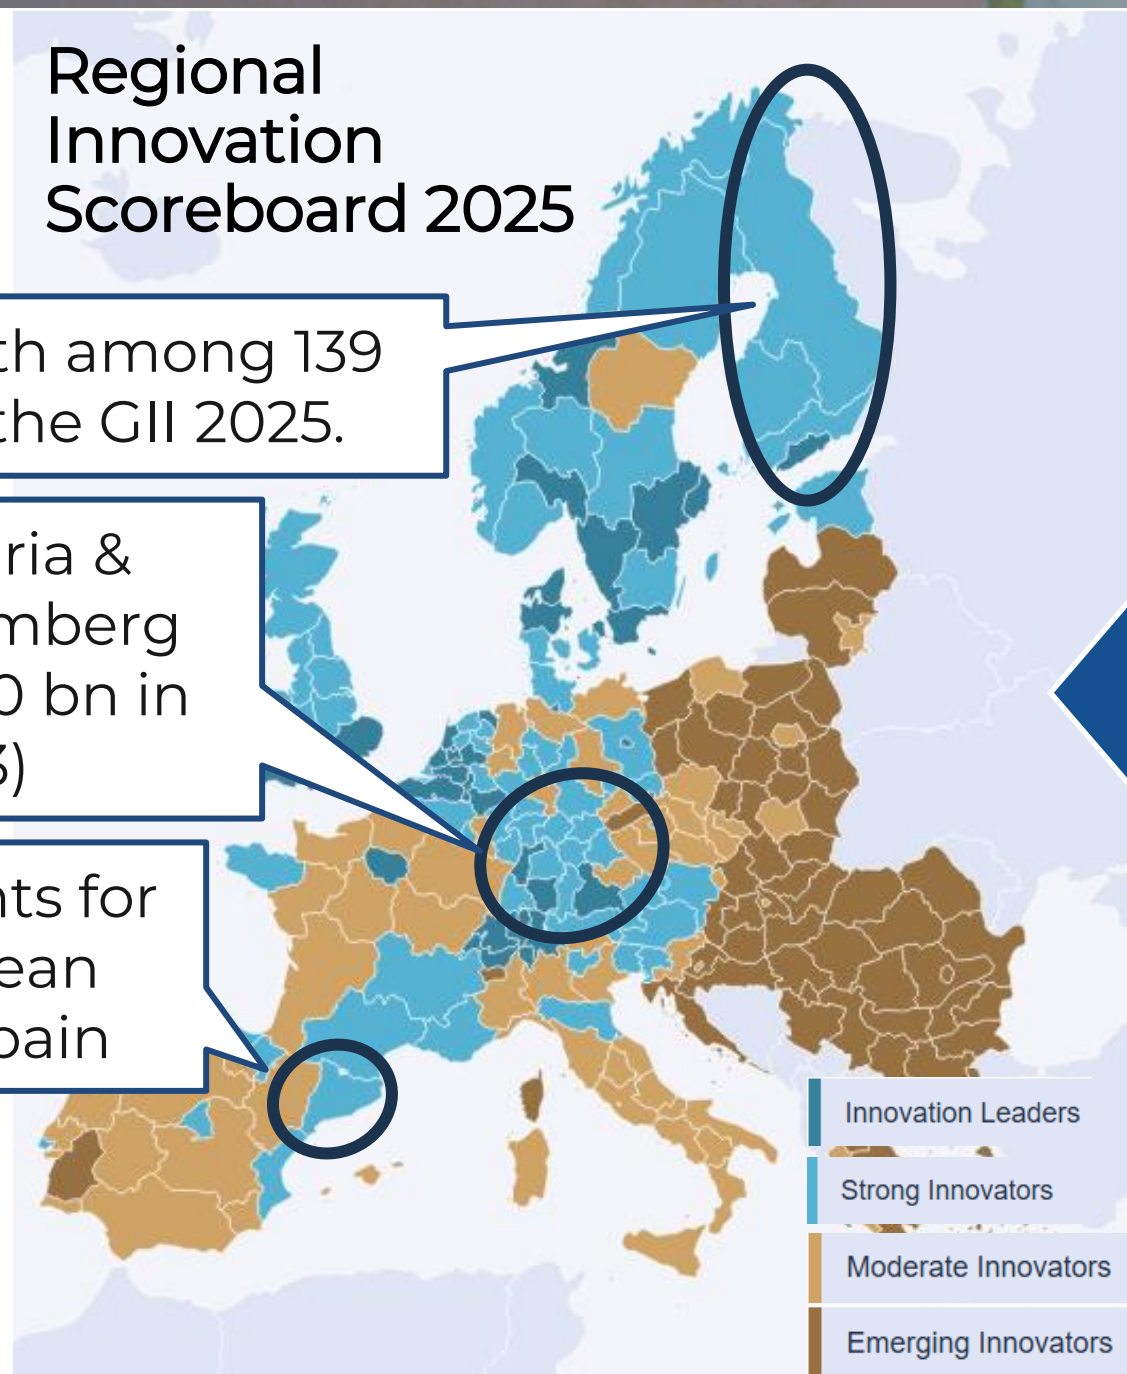 Regional
Innovation
Scoreboard 2025
th among 139
the GII 2025.
ria &
mberg
0 bn in
3)
nts for
ean
pain
Innovation Leaders
Strong Innovators
Moderate Innovators
Emerging Innovators